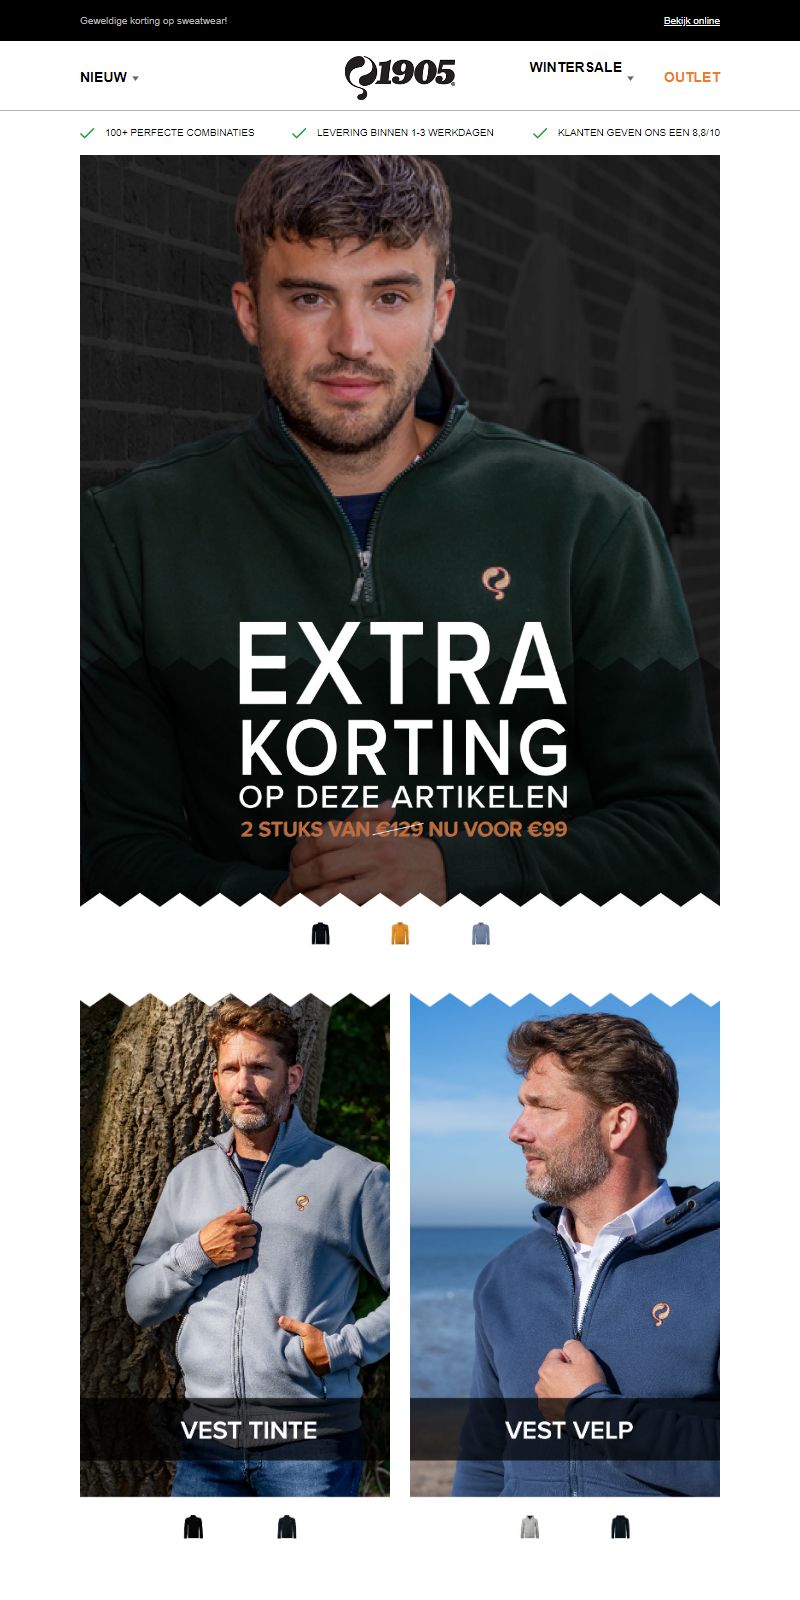 Geweldige korting op sweatwear!
Bekijk online
NIEUW
1905
WINTERSALE
OUTLET
100+ PERFECTE COMBINATIES
LEVERING BINNEN 1-3 WERKDAGEN
KLANTEN GEVEN ONS EEN 8,8/10
EXTRA
KORTING
OP DEZE ARTIKELEN
2 STUKS VAN €129 NU VOOR €99
VEST TINTE
VEST VELP